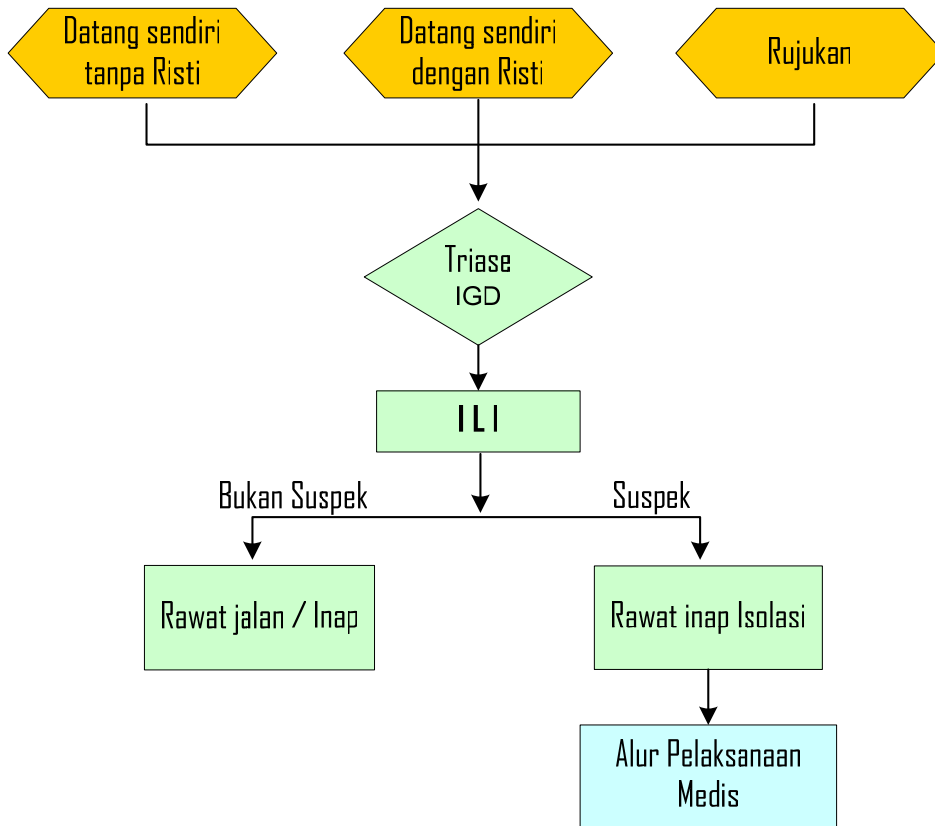 Datang sendiri
tanpa Risti
Datang sendiri
dengan Risti
Rujukan
Triase
IGD
ILI
Bukan Suspek
Suspek
Rawat jalan / Inap
Rawat inap Isolasi
Alur Pelaksanaan
Medis